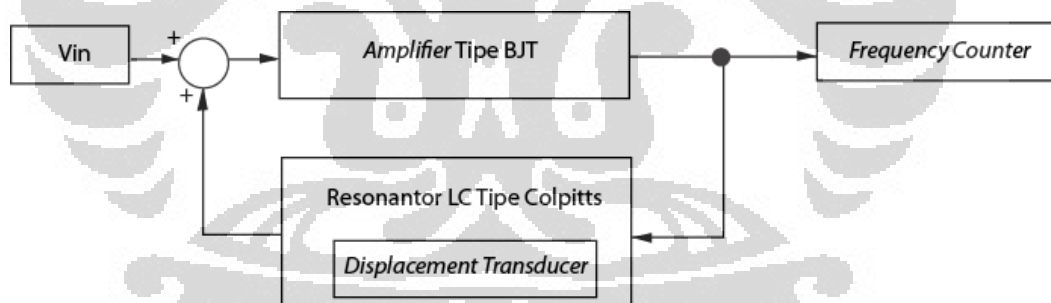 Vin
+
+
Amplifier Tipe BJT
Frequency Counter
Resonantor LC Tipe Colpitts
Displacement Transducer